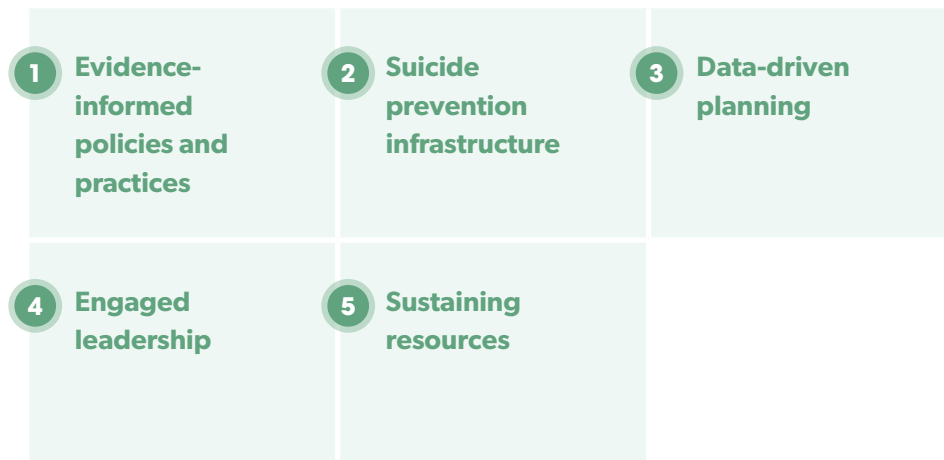 1
Evidence-
informed
policies and
practices
2
Suicide
prevention
infrastructure
3
Data-driven
planning
4
Engaged
leadership
5
Sustaining
resources